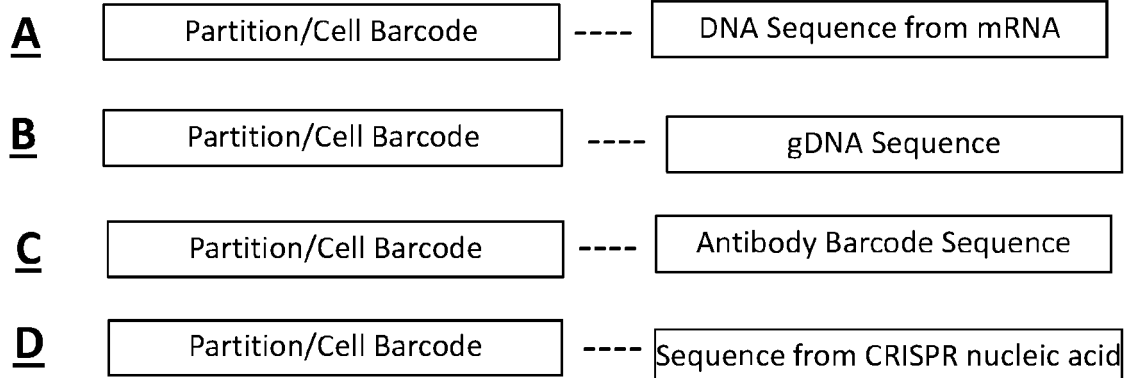 A Partition/Cell Barcode ---- DNA Sequence from mRNA
B Partition/Cell Barcode ---- gDNA Sequence
C Partition/Cell Barcode ---- Antibody Barcode Sequence
D Partition/Cell Barcode ---- Sequence from CRISPR nucleic acid